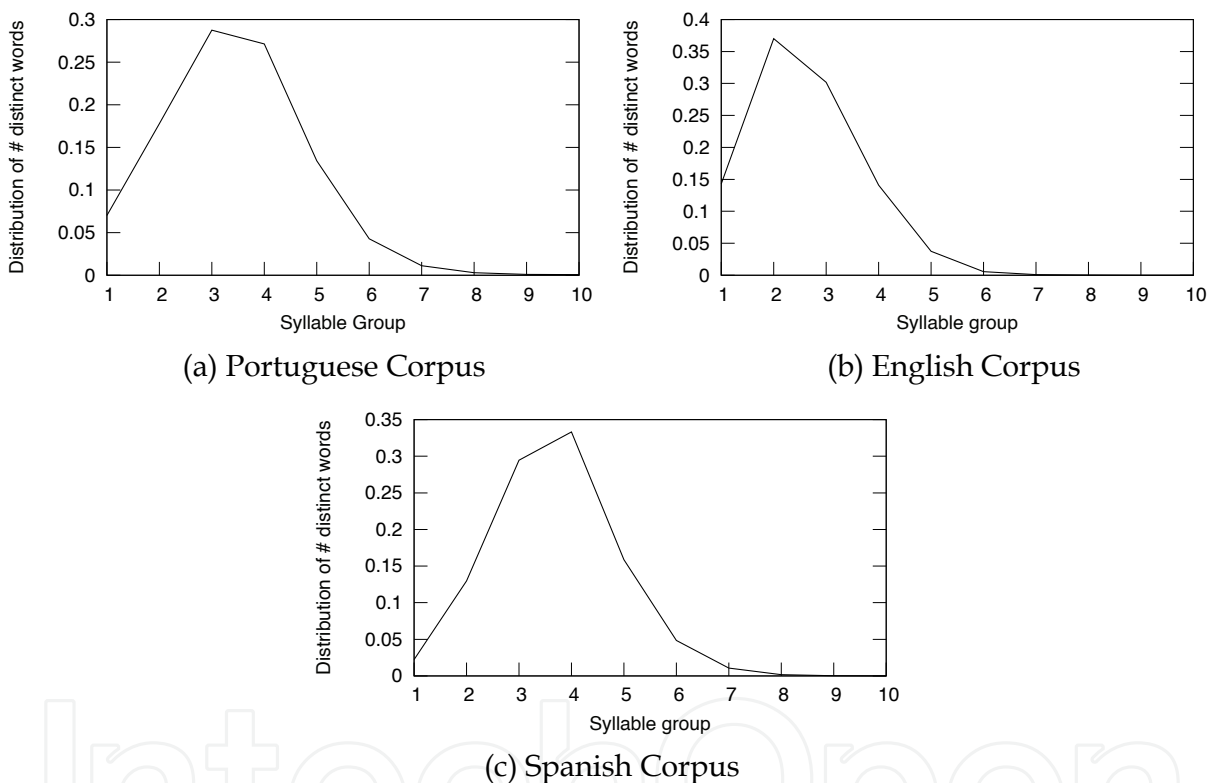 Distribution of # distinct words
0.3
0.25
0.2
0.15
0.1
0.05
0
1 2 3 4 5 6 7 8 9 10
Syllable Group
(a) Portuguese Corpus
Distribution of # distinct words
0.4
0.35
0.3
0.25
0.2
0.15
0.1
0.05
0
1 2 3 4 5 6 7 8 9 10
Syllable group
(b) English Corpus
Distribution of # distinct words
0.35
0.3
0.25
0.2
0.15
0.1
0.05
0
1 2 3 4 5 6 7 8 9 10
Syllable group
(c) Spanish Corpus
IntechOpen